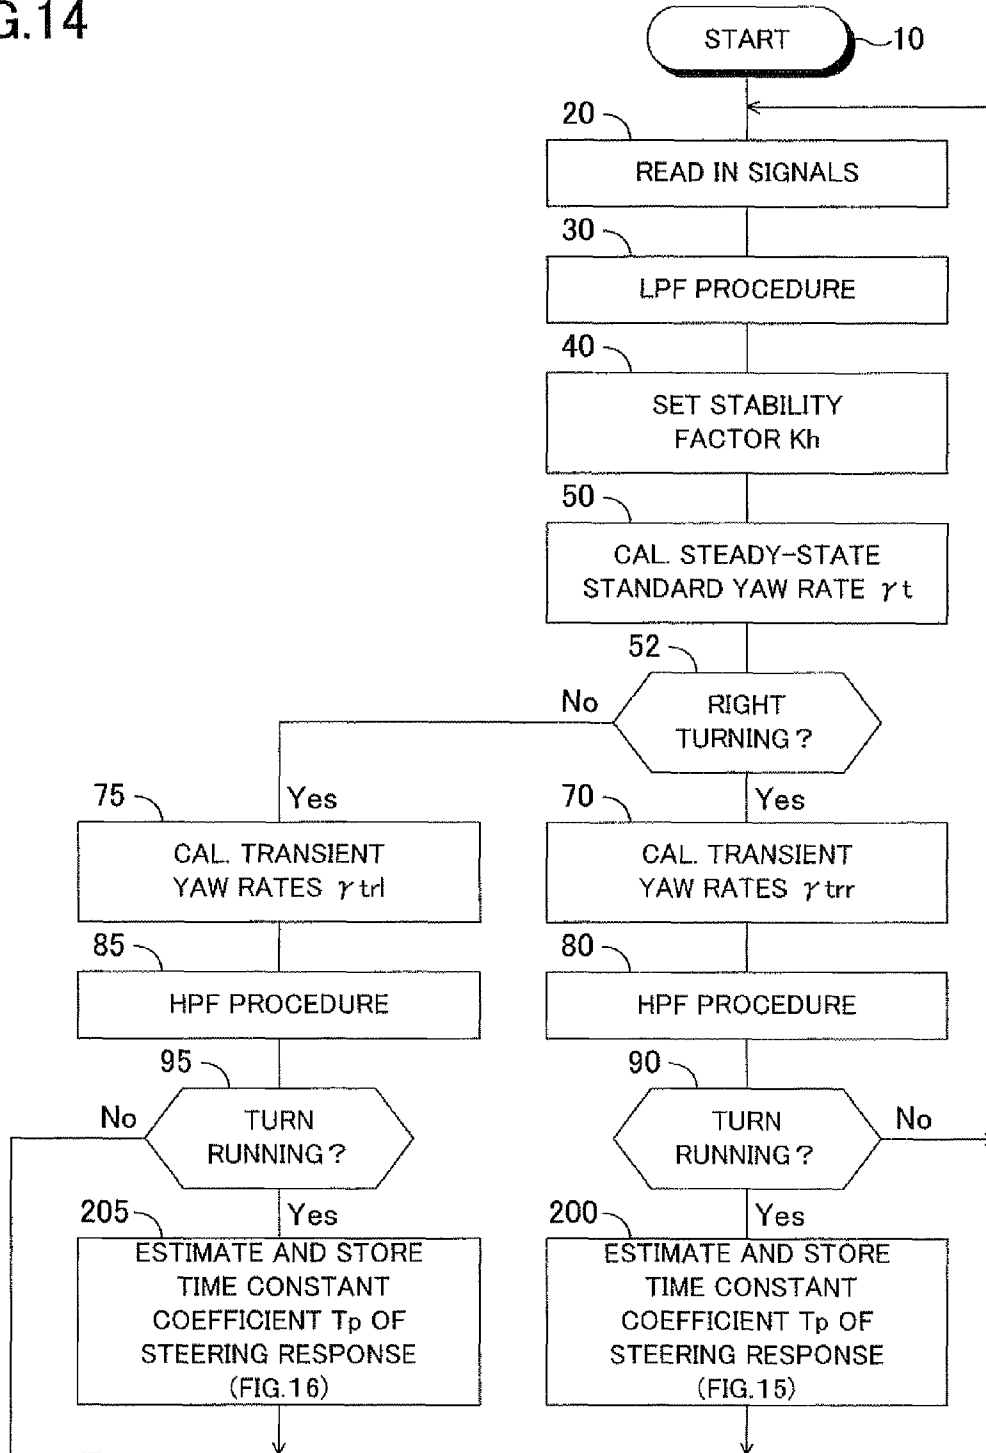 G.14
START
10
20
READ IN SIGNALS
30
LPF PROCEDURE
40
SET STABILITY
FACTOR Kh
50
CAL. STEADY-STATE
STANDARD YAW RATE γt
52
No
RIGHT
TURNING?
75
Yes
70
Yes
CAL. TRANSIENT
YAW RATES γtrl
CAL. TRANSIENT
YAW RATES γtrr
85
80
HPF PROCEDURE
HPF PROCEDURE
95
90
No
TURN
RUNNING?
TURN
RUNNING?
No
205
Yes
200
Yes
ESTIMATE AND STORE
TIME CONSTANT
COEFFICIENT Tp OF
STEERING RESPONSE
(FIG.16)
ESTIMATE AND STORE
TIME CONSTANT
COEFFICIENT Tp OF
STEERING RESPONSE
(FIG.15)